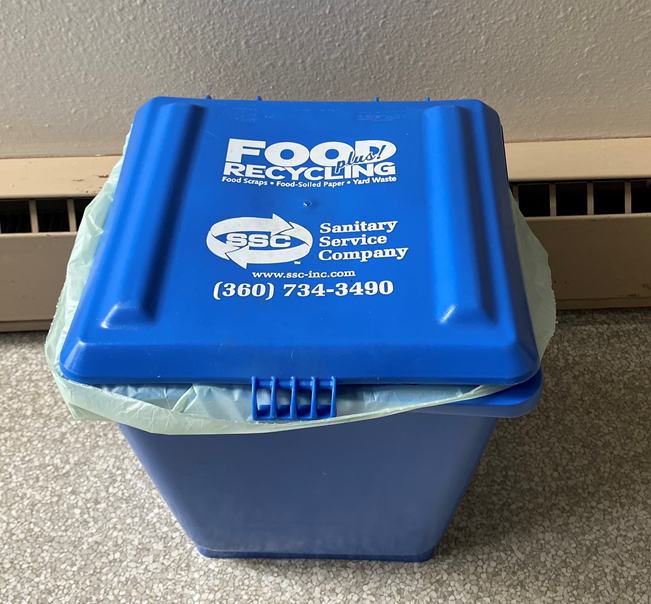 FOOD plus!
RECYCLING
Food Scraps • Food-Soiled Paper • Yard Waste
SSC
TM
Sanitary
Service
Company
www.ssc-inc.com
(360) 734-3490